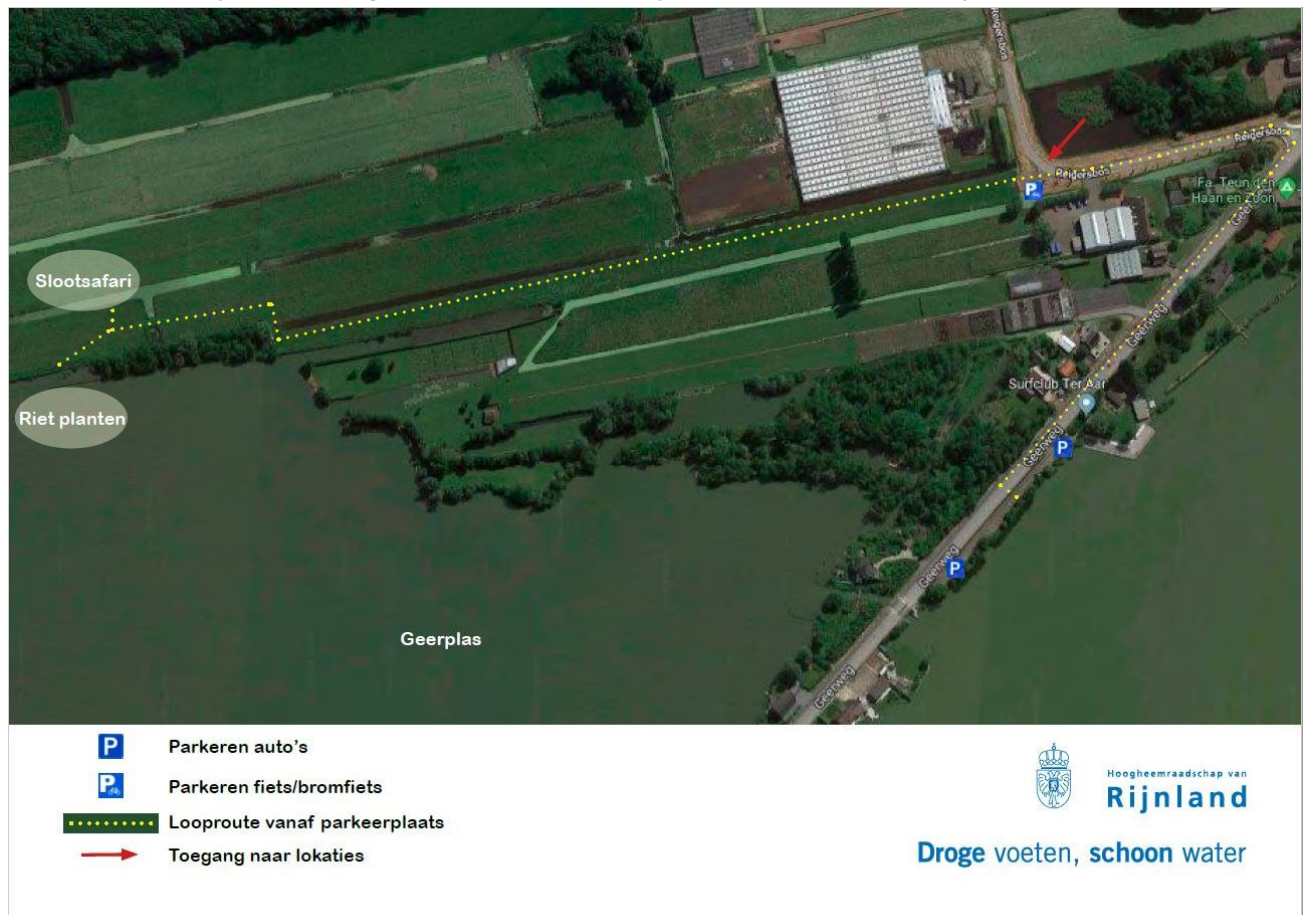 Reigersbos
Reigersbos
Reigersbos
Fa. Teun den
Haan en Zoon
Geerweg
Slootsafari
Geerweg
Surfclub Ter Aar
Riet planten
P
Geerweg
P
Geerweg
P
Geerplas
Geerweg
P
Parkeren auto's
P
Parkeren fiets/bromfiets
Looproute vanaf parkeerplaats
Toegang naar lokaties
Hoogheemraadschap van
Rijnland
Droge voeten, schoon water